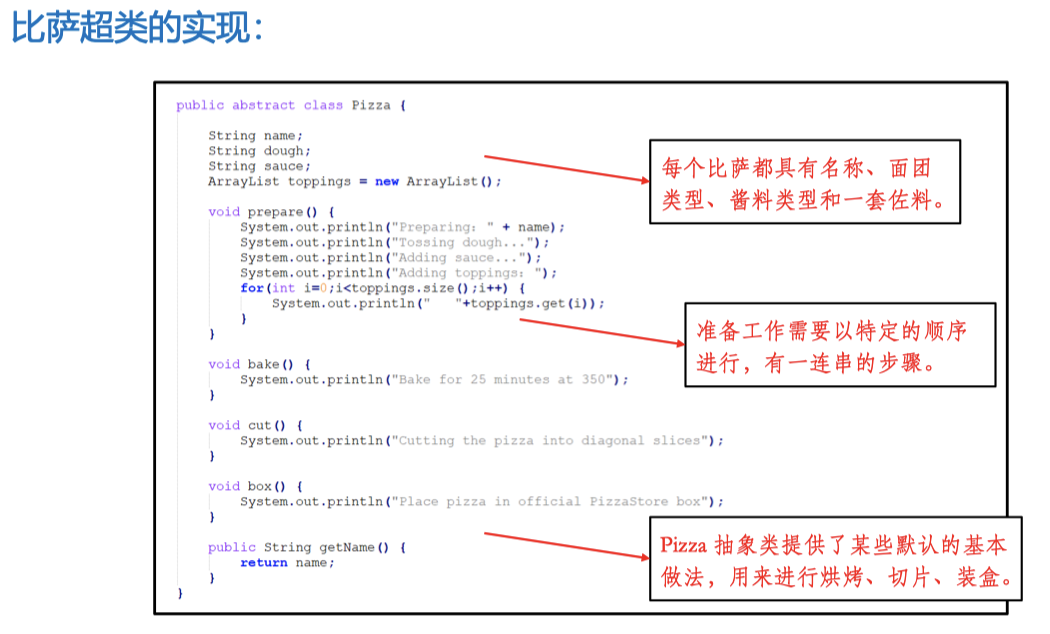 比萨超类的实现：
public abstract class Pizza {
String name;
String dough;
String sauce;
ArrayList toppings = new ArrayList();
每个比萨都具有名称、面团
类型、酱料类型和一套佐料。
void prepare() {
System.out.println("Preparing: " + name);
System.out.println("Tossing dough...");
System.out.println("Adding sauce...");
System.out.println("Adding toppings: ");
for(int i=0;i<toppings.size();i++) {
System.out.println("   "+toppings.get(i));
}
}
准备工作需要以特定的顺序
进行，有一连串的步骤。
void bake() {
System.out.println("Bake for 25 minutes at 350");
}
void cut() {
System.out.println("Cutting the pizza into diagonal slices");
}
void box() {
System.out.println("Place pizza in official PizzaStore box");
}
public String getName() {
return name;
}
}
Pizza 抽象类提供了某些默认的基本
做法，用来进行烘烤、切片、装盒。